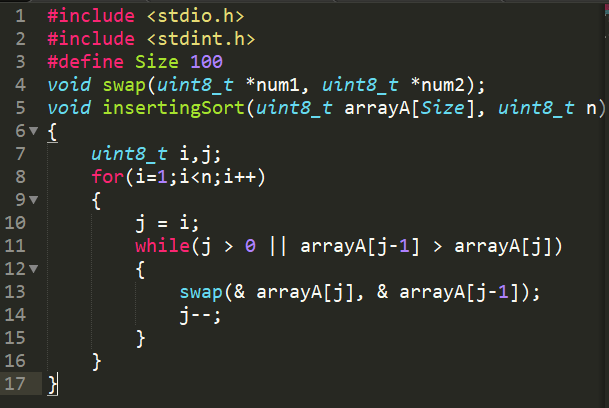 1 #include <stdio.h>
2 #include <stdint.h>
3 #define Size 100
4 void swap(uint8_t *num1, uint8_t *num2);
5 void insertingSort(uint8_t arrayA[Size], uint8_t n)
6 {
7 uint8_t i,j;
8 for(i=1;i<n;i++)
9 {
10 j = i;
11 while(j > 0 || arrayA[j-1] > arrayA[j])
12 {
13 swap(& arrayA[j], & arrayA[j-1]);
14 j--;
15 }
16 }
17 }